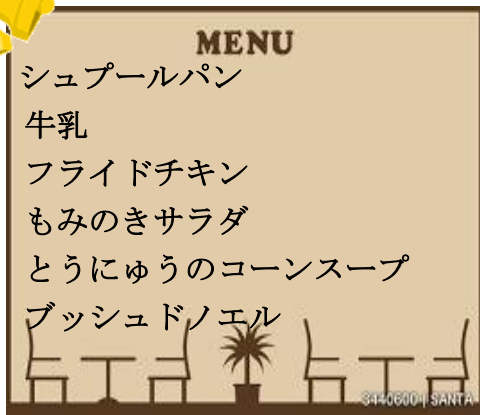 MENU
シュプールパン
牛乳
フライドチキン
もみのきサラダ
とうにゅうのコーンスープ
ブッシュドノエル
3440600 | SANTA